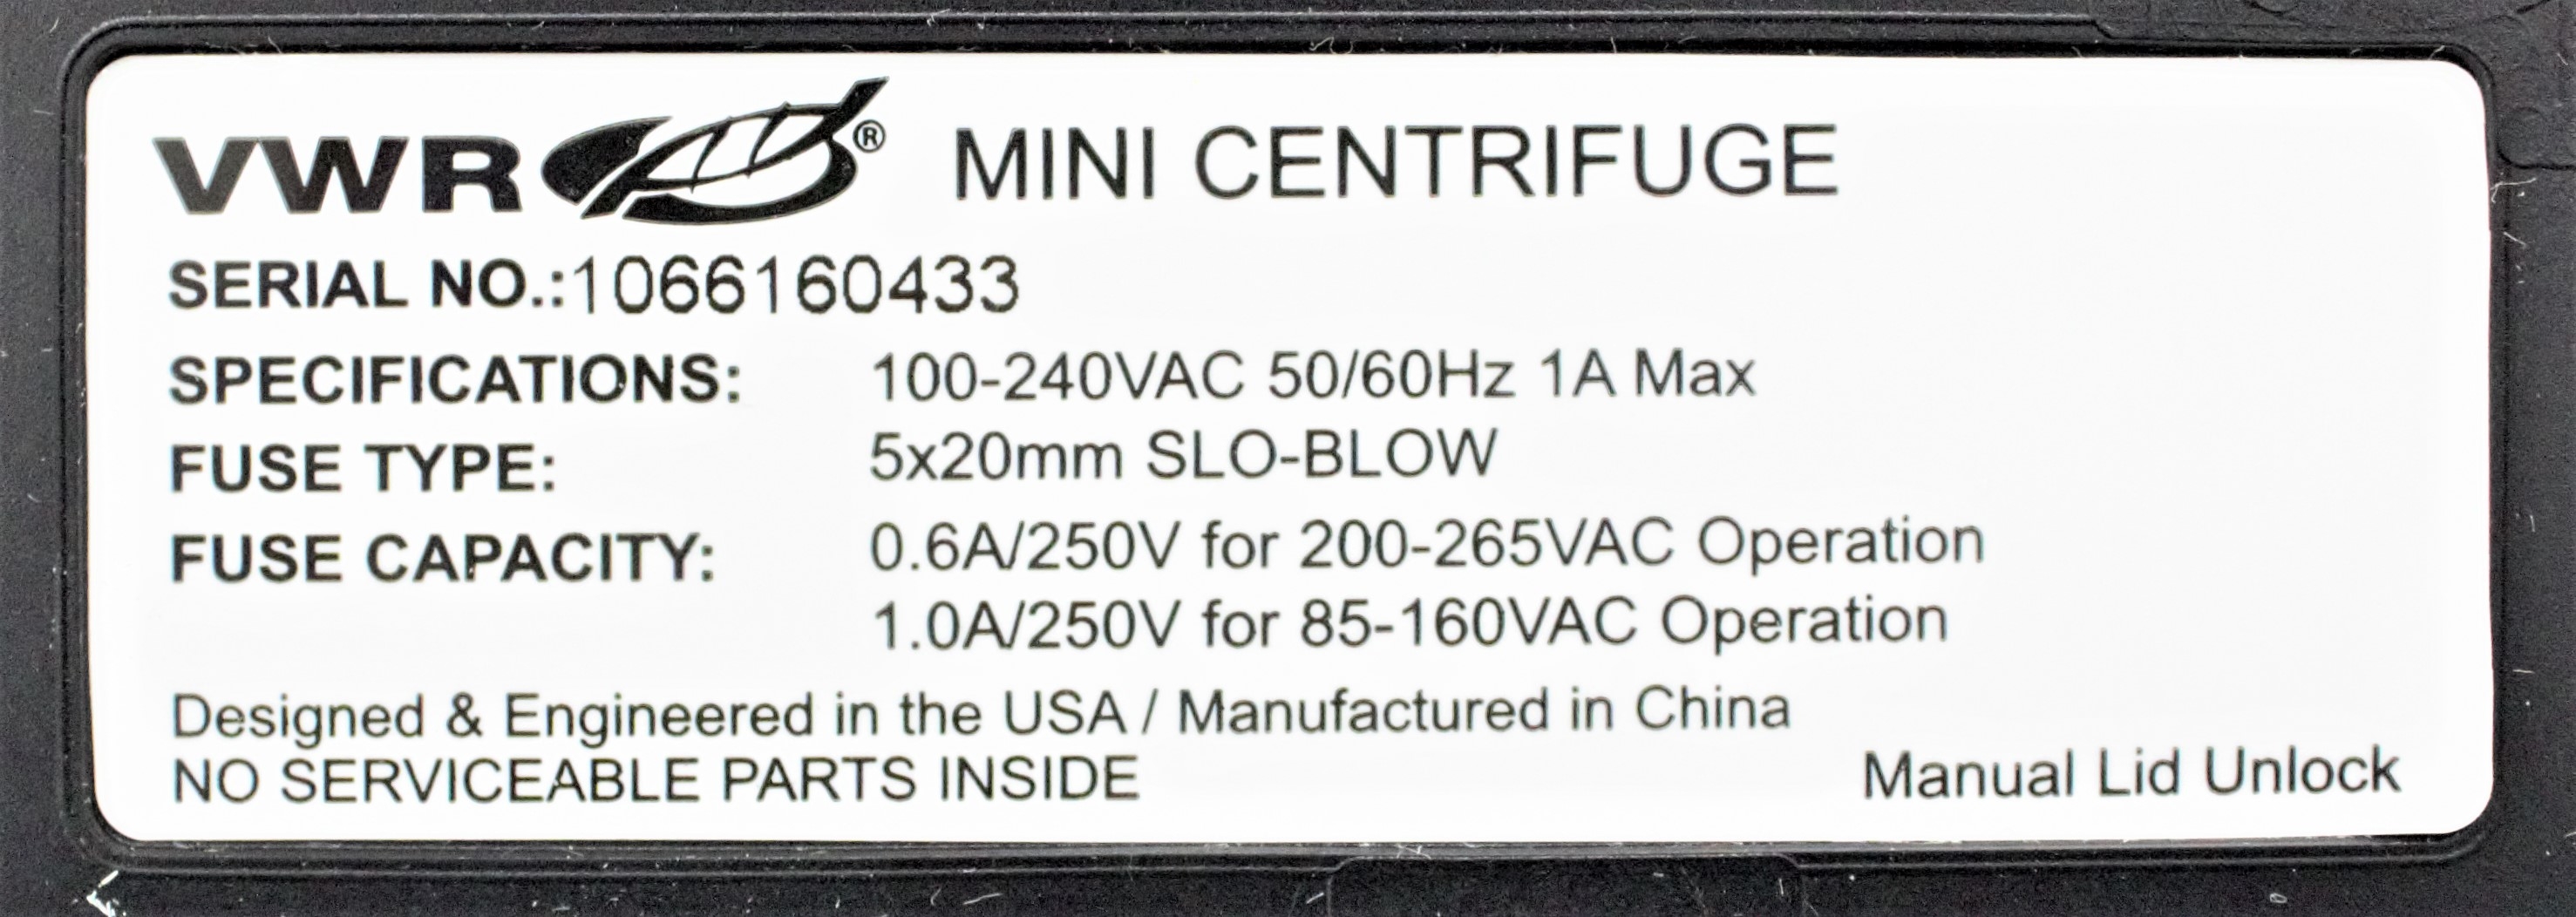 VWR® MINI CENTRIFUGE
SERIAL NO.:1066160433
SPECIFICATIONS: 100-240VAC 50/60Hz 1A Max
FUSE TYPE: 5x20mm SLO-BLOW
FUSE CAPACITY: 0.6A/250V for 200-265VAC Operation
1.0A/250V for 85-160VAC Operation
Designed & Engineered in the USA / Manufactured in China
NO SERVICEABLE PARTS INSIDE Manual Lid Unlock